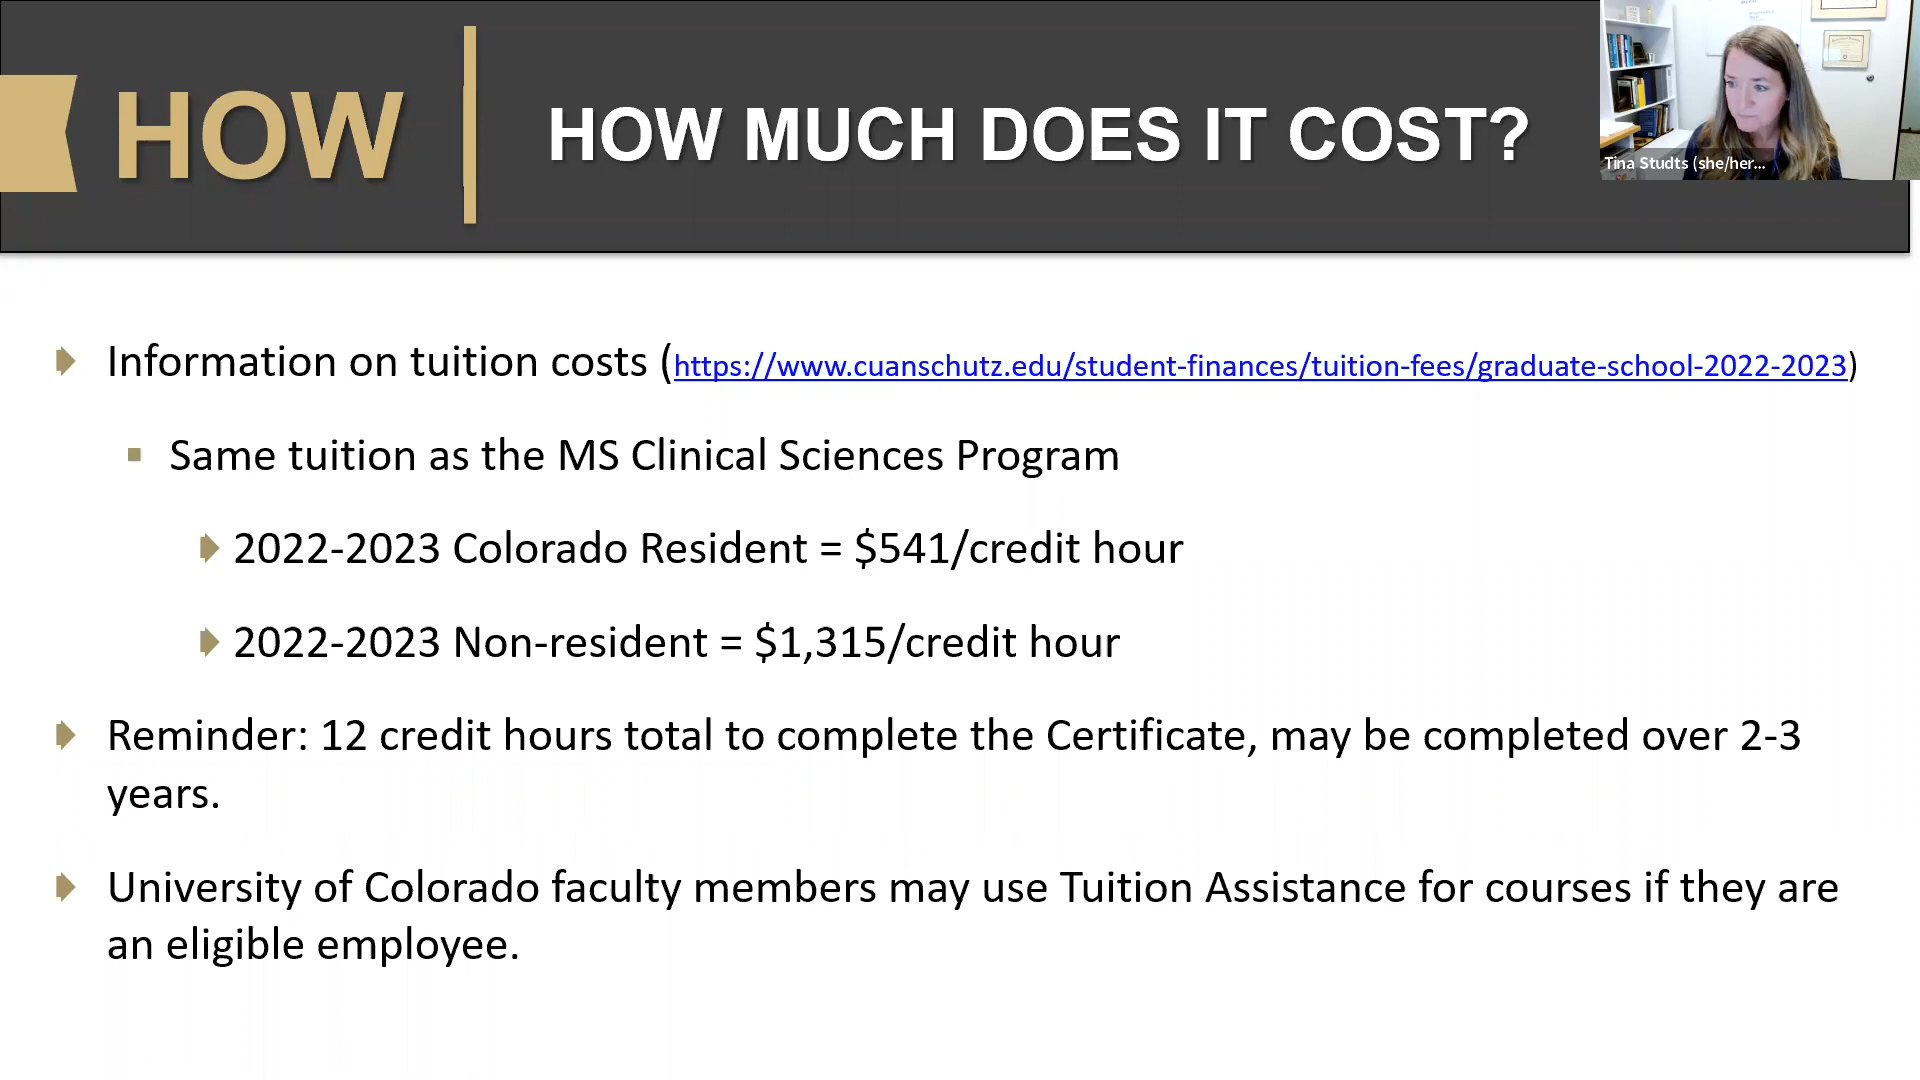 HOW
HOW MUCH DOES IT COST?
Tina Studts (she/her...
Information on tuition costs (https://www.cuanschutz.edu/student-finances/tuition-fees/graduate-school-2022-2023)
Same tuition as the MS Clinical Sciences Program
2022-2023 Colorado Resident = $541/credit hour
2022-2023 Non-resident = $1,315/credit hour
Reminder: 12 credit hours total to complete the Certificate, may be completed over 2-3
years.
University of Colorado faculty members may use Tuition Assistance for courses if they are
an eligible employee.